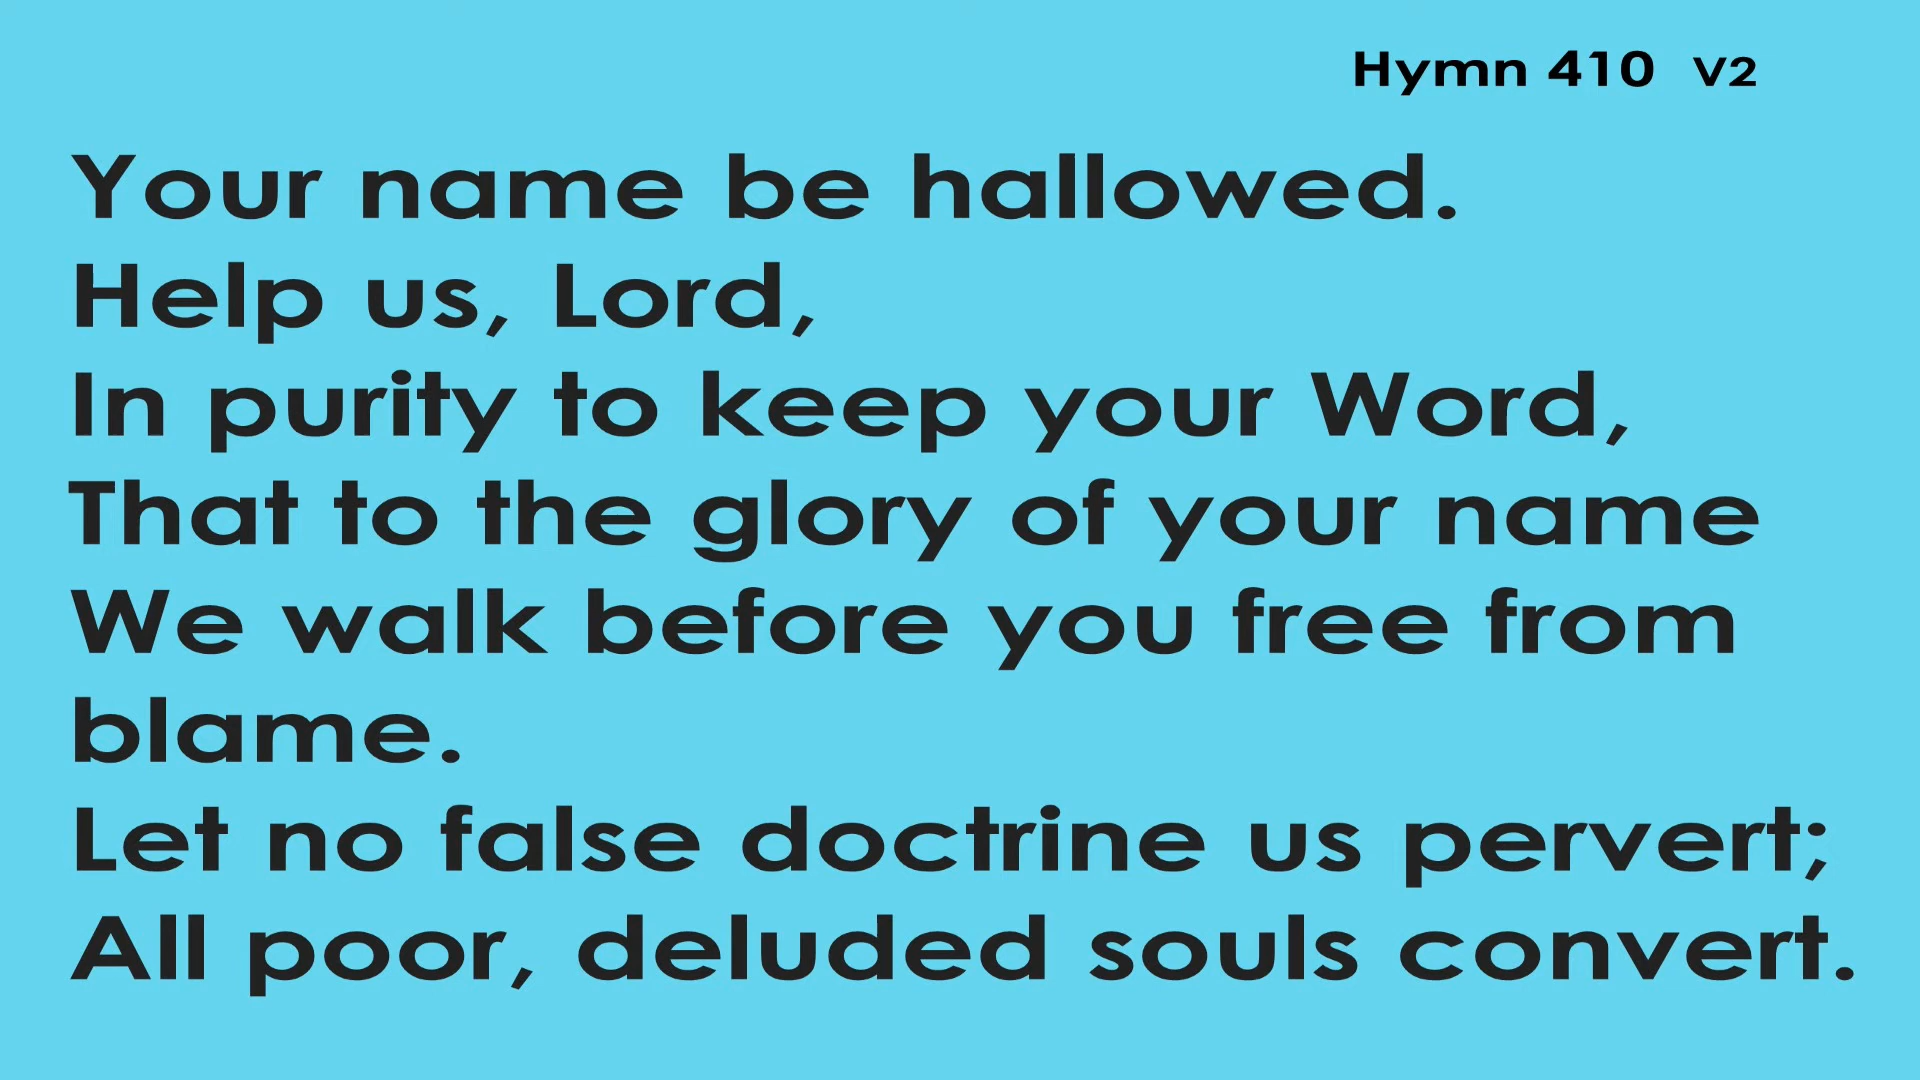 Hymn 410 V2
Your name be hallowed.
Help us, Lord,
In purity to keep your Word,
That to the glory of your name
We walk before you free from
blame.
Let no false doctrine us pervert;
All poor, deluded souls convert.